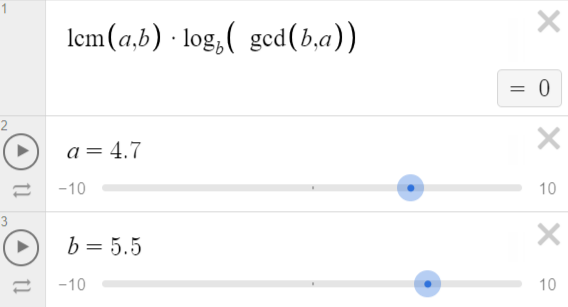 1
lcm(a,b) · log_b( gcd(b,a))
= 0
2
a = 4.7
−10 10
3
b = 5.5
−10 10